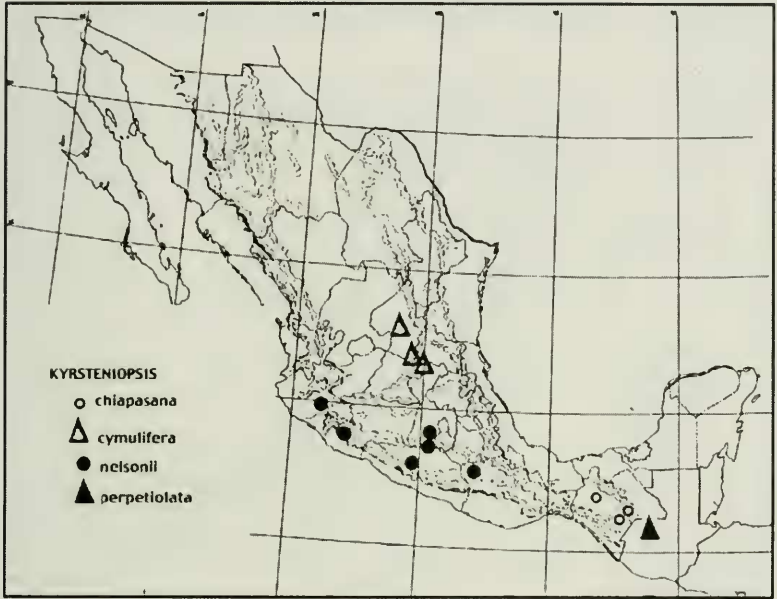 KYRSTENIOPSIS
chiapasana
cymulifera
nelsonii
perpetiolata